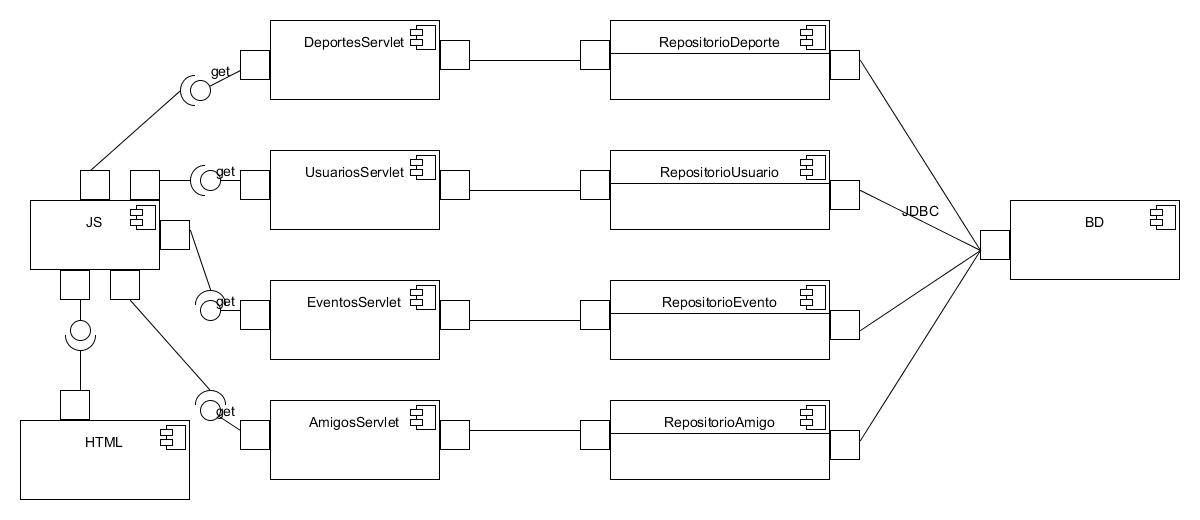 DeportesServlet
RepositorioDeporte
get
get
UsuariosServlet
RepositorioUsuario
JDBC
JS
BD
get
EventosServlet
RepositorioEvento
get
AmigosServlet
RepositorioAmigo
HTML